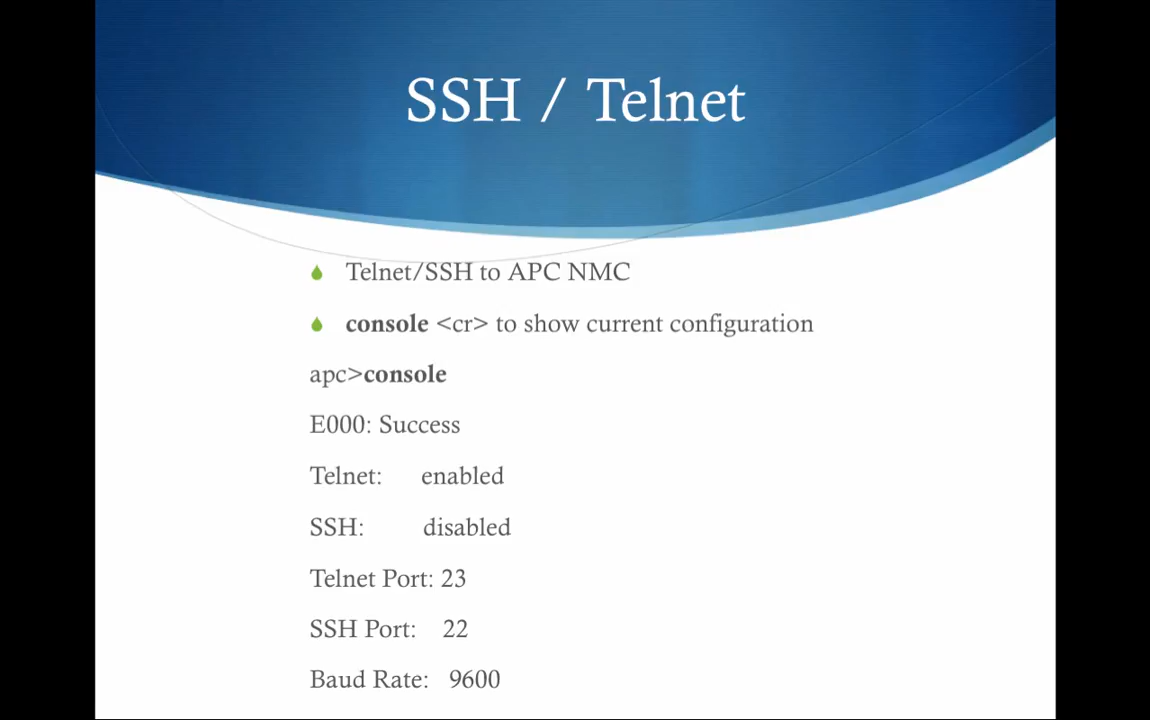 SSH / Telnet
Telnet/SSH to APC NMC
console <cr> to show current configuration
apc>console
E000: Success
Telnet: enabled
SSH: disabled
Telnet Port: 23
SSH Port: 22
Baud Rate: 9600